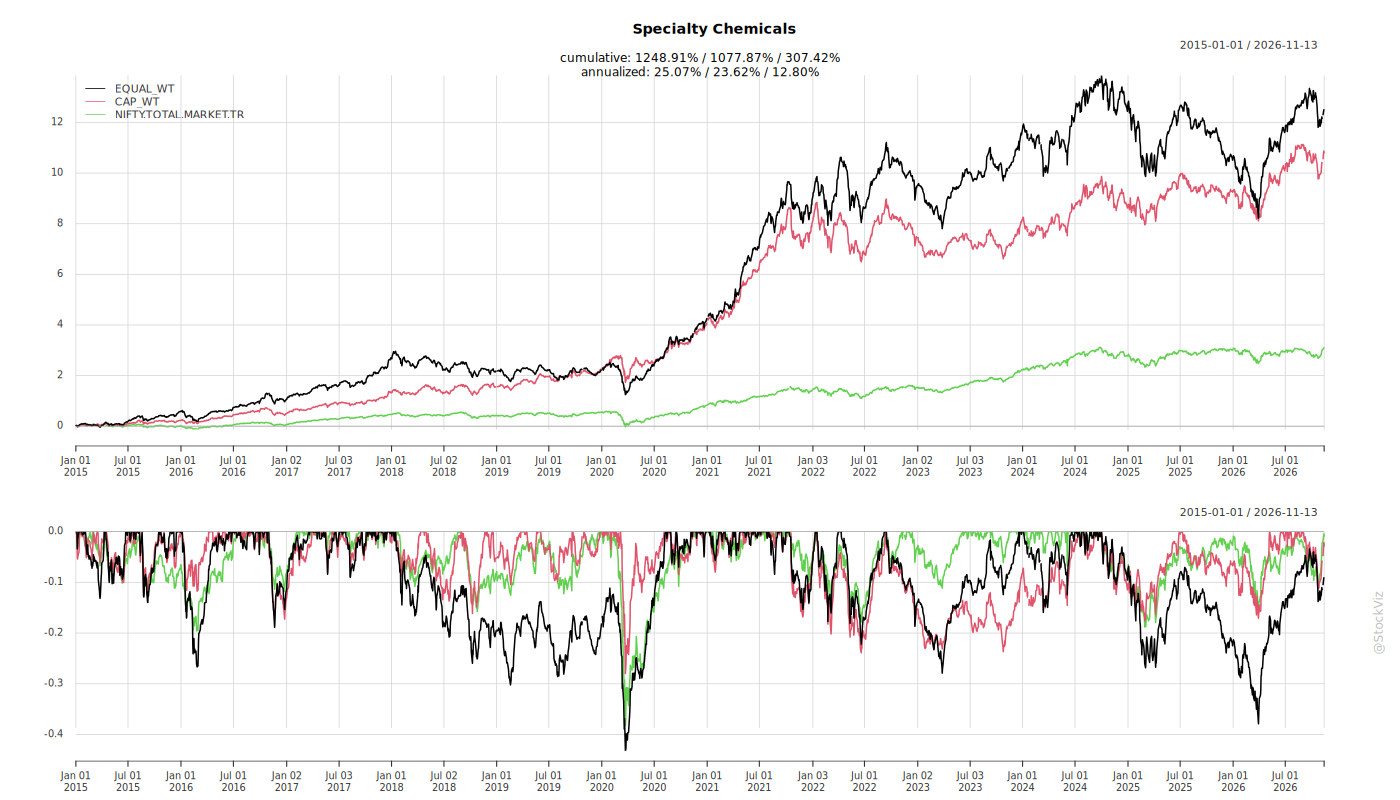 Specialty Chemicals
2015-01-01 / 2026-11-13
cumulative: 1248.91% / 1077.87% / 307.42%
annualized: 25.07% / 23.62% / 12.80%
EQUAL_WT
CAP_WT
NIFTY.TOTAL.MARKET.TR
12
10
8
6
4
2
0
Jan 01 Jul 01 Jan 01 Jul 01 Jan 02 Jul 03 Jan 01 Jul 02 Jan 01 Jul 01 Jan 01 Jul 01 Jan 01 Jul 01 Jan 03 Jul 01 Jan 02 Jul 03 Jan 01 Jul 01 Jan 01 Jul 01 Jan 01 Jul 01
2015 2015 2016 2016 2017 2017 2018 2018 2019 2019 2020 2020 2021 2021 2022 2022 2023 2023 2024 2024 2025 2025 2026 2026
2015-01-01 / 2026-11-13
0.0
-0.1
-0.2
-0.3
-0.4
Jan 01 Jul 01 Jan 01 Jul 01 Jan 02 Jul 03 Jan 01 Jul 02 Jan 01 Jul 01 Jan 01 Jul 01 Jan 01 Jul 01 Jan 03 Jul 01 Jan 02 Jul 03 Jan 01 Jul 01 Jan 01 Jul 01 Jan 01 Jul 01
2015 2015 2016 2016 2017 2017 2018 2018 2019 2019 2020 2020 2021 2021 2022 2022 2023 2023 2024 2024 2025 2025 2026 2026
@StockViz